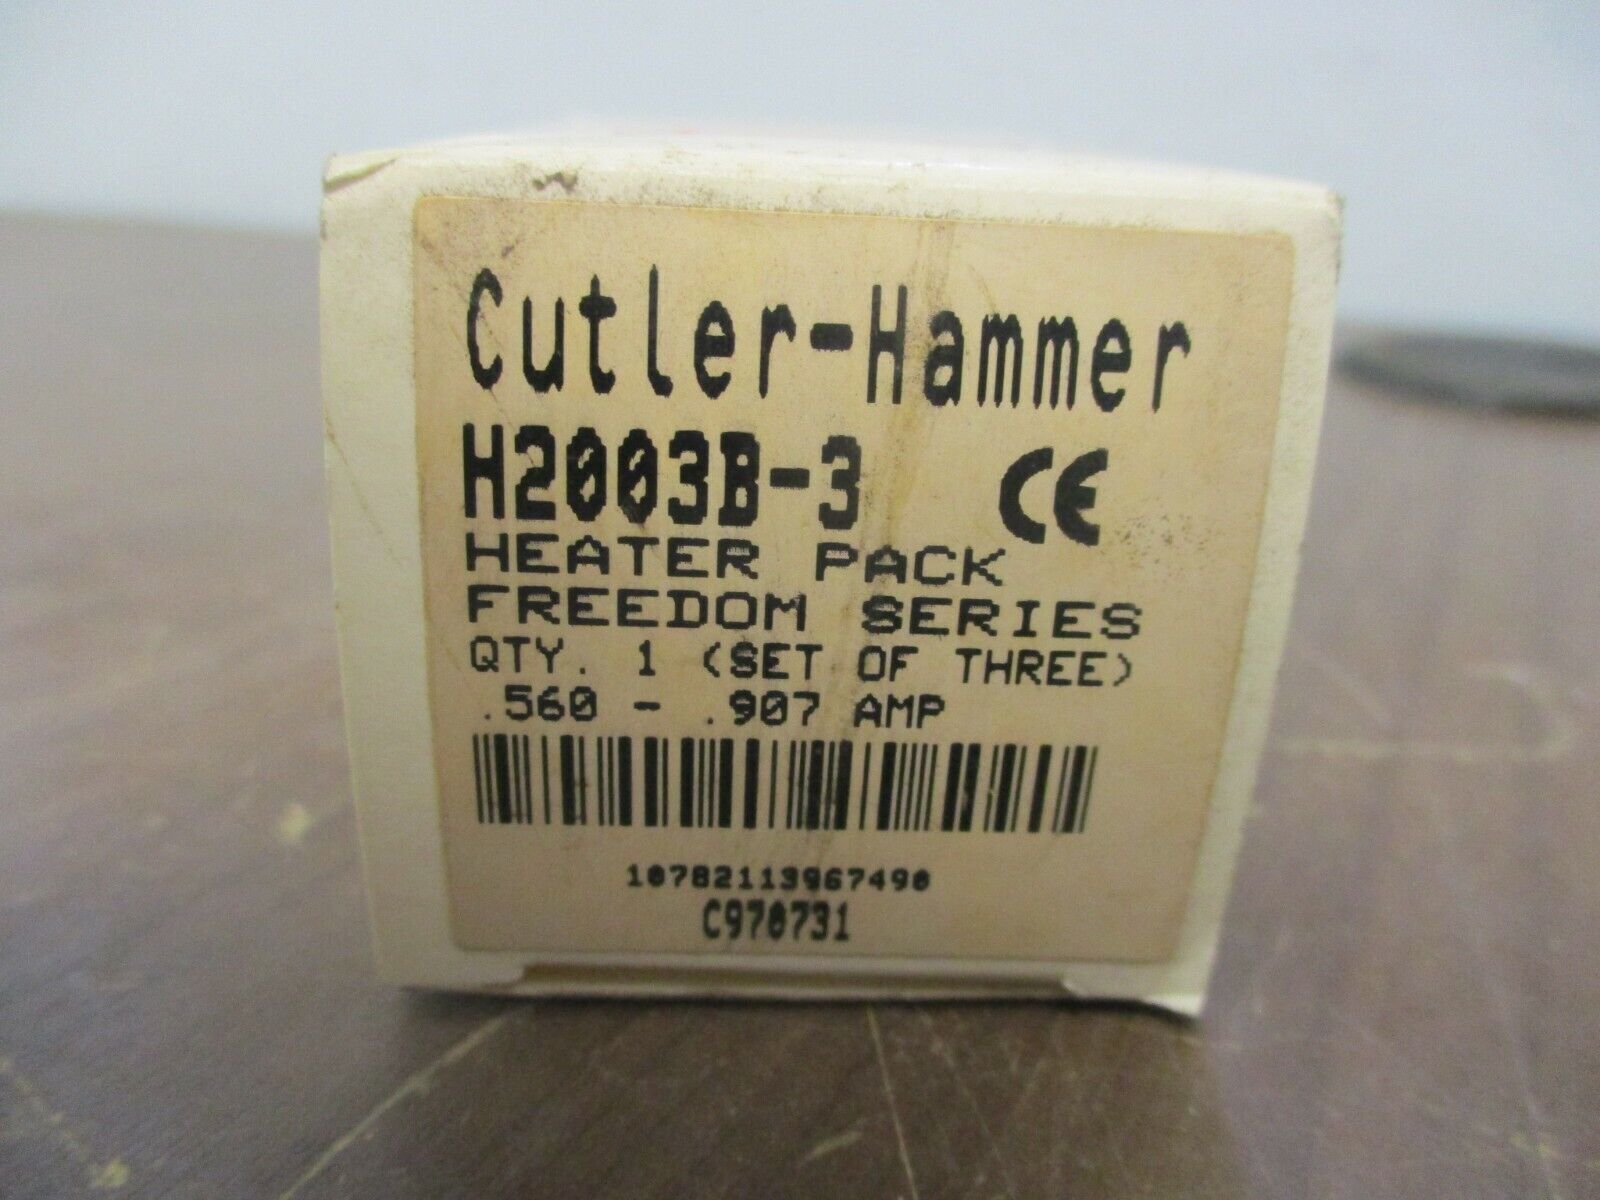 Cutler-Hammer
H2003B-3 CE
HEATER PACK
FREEDOM SERIES
QTY. 1 (SET OF THREE)
.560 - .907 AMP
10782113967490
C970731